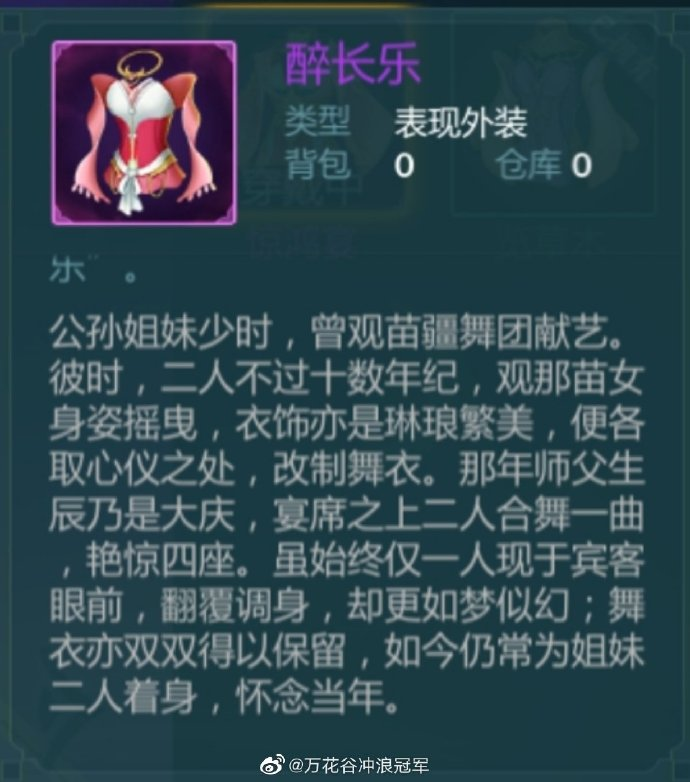 醉长乐
类型 表现外装
背包 0 仓库 0
乐”。
公孙姐妹少时，曾观苗疆舞团献艺。
彼时，二人不过十数年纪，观那苗女
身姿摇曳，衣饰亦是琳琅繁美，便各
取心仪之处，改制舞衣。那年师父生
辰乃是大庆，宴席之上二人合舞一曲
，艳惊四座。虽始终仅一人现于宾客
眼前，翻覆调身，却更如梦似幻；舞
衣亦双双得以保留，如今仍常为姐妹
二人着身，怀念当年。
@万花谷冲浪冠军